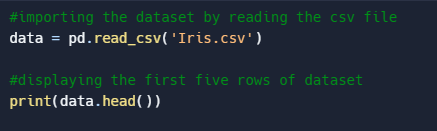 #importing the dataset by reading the csv file
data = pd.read_csv('Iris.csv')
#displaying the first five rows of dataset
print(data.head())